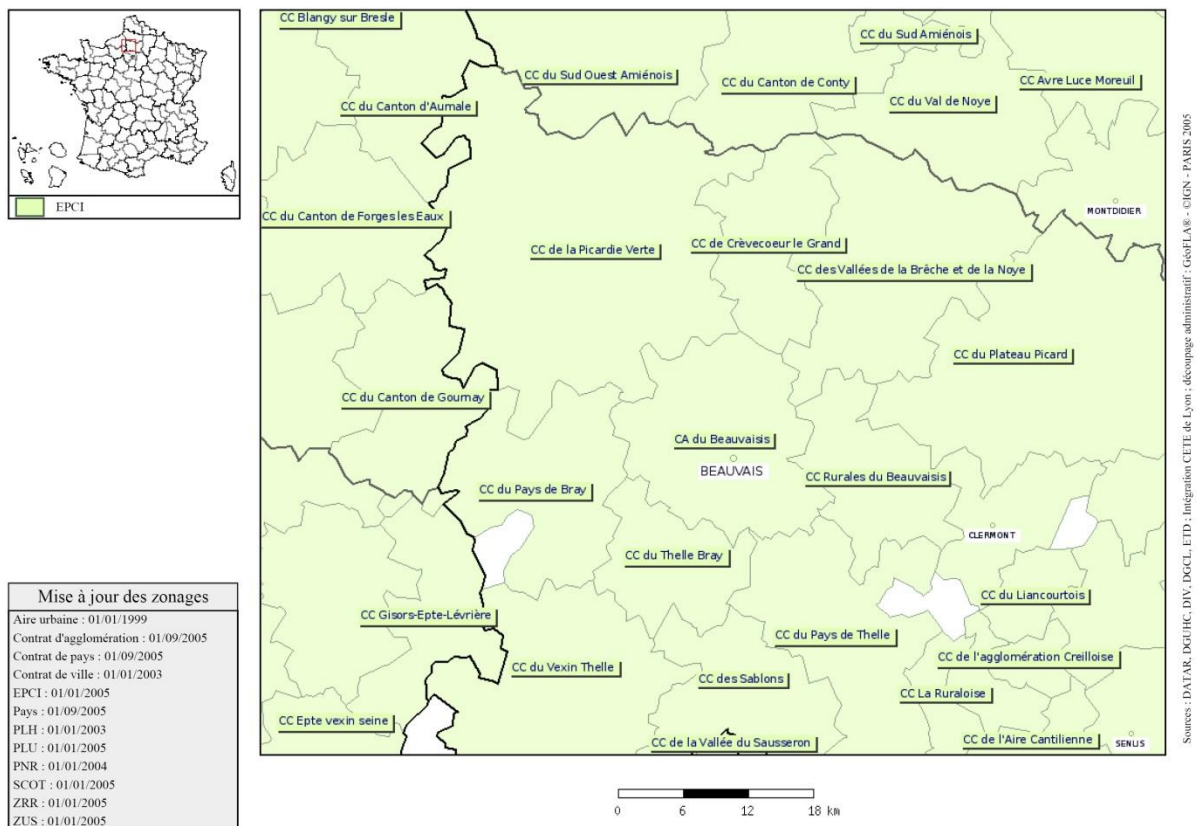 EPCI
CC Blangy sur Bresle
CC du Sud Amiénois
CC du Sud Ouest Amiénois
CC du Canton de Conty
CC Avre Luce Moreuil
CC du Canton d'Aumale
CC du Val de Noye
MONTDIDIER
CC du Canton de Forges les Eaux
CC de la Picardie Verte
CC de Crèvecoeur le Grand
CC des Vallées de la Brèche et de la Noye
CC du Plateau Picard
CC du Canton de Gournay
CA du Beauvaisis
BEAUVAIS
CC Rurales du Beauvaisis
CC du Pays de Bray
CLERMONT
CC du Thelle Bray
CC du Liancourtois
CC Gisors-Epte-Lévrière
CC du Pays de Thelle
CC de l'agglomération Creilloise
CC du Vexin Thelle
CC des Sablons
CC La Ruraloise
CC Epte vexin seine
CC de la Vallée du Sausseron
CC de l'Aire Cantilienne
SENLIS
Mise à jour des zonages
Aire urbaine : 01/01/1999
Contrat d'agglomération : 01/09/2005
Contrat de pays : 01/09/2005
Contrat de ville : 01/01/2003
EPCI : 01/01/2005
Pays : 01/09/2005
PLH : 01/01/2003
PLU : 01/01/2005
PNR : 01/01/2004
SCOT : 01/01/2005
ZRR : 01/01/2005
ZUS : 01/01/2005
0 6 12 18 km
Sources : DATAR, DGUHC, DIV, DGCL, ETD ; Intégration CETE de Lyon ; découpage administratif : GéoFLA® - ©IGN - PARIS 2005